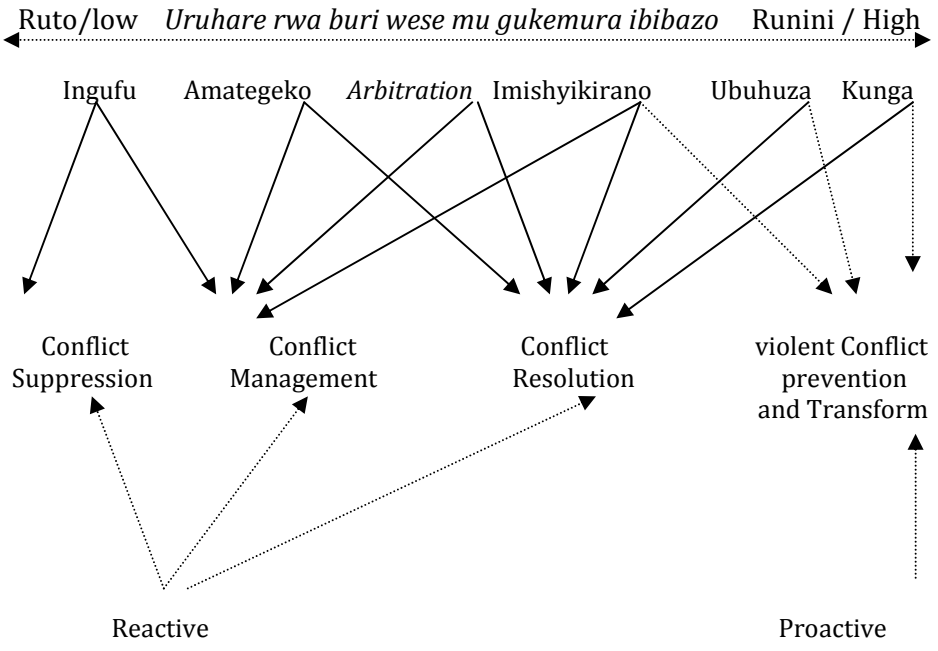 Ruto/low Uruhare rwa buri wese mu gukemura ibibazo Runini / High
Ingufu Amategeko Arbitration Imishyikirano Ubuhuza Kunga
Conflict Conflict Conflict violent Conflict
Suppression Management Resolution prevention
and Transform
Reactive Proactive